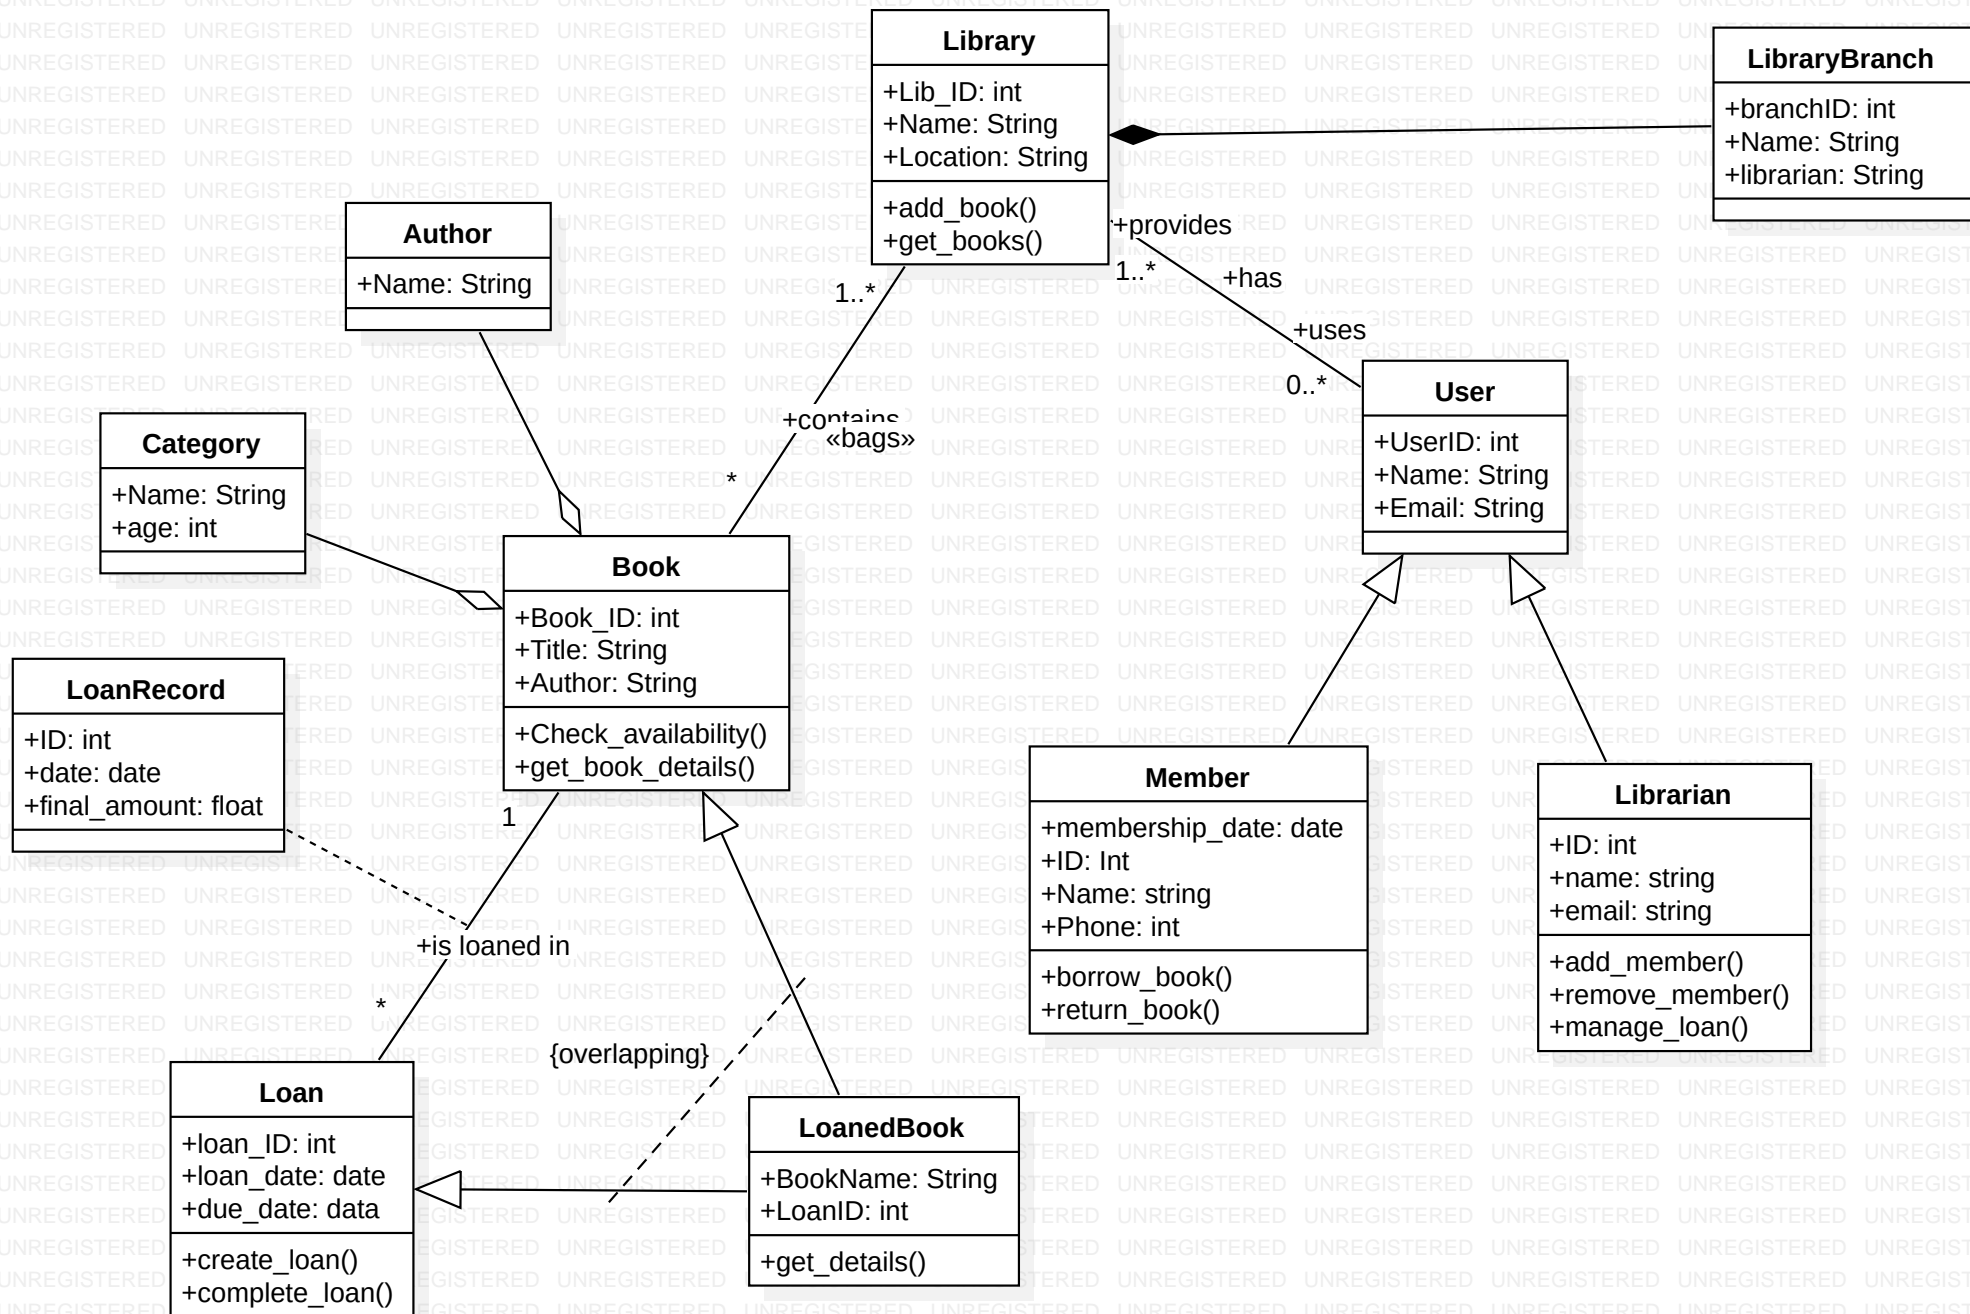 Library
+Lib_ID: int
+Name: String
+Location: String
+add_book()
+get_books()
LibraryBranch
+branchID: int
+Name: String
+librarian: String
Author
+Name: String
+provides
1..*
+has
+uses
0..*
1..*
+contains
«bags»
*
User
+UserID: int
+Name: String
+Email: String
Category
+Name: String
+age: int
Book
+Book_ID: int
+Title: String
+Author: String
+Check_availability()
+get_book_details()
LoanRecord
+ID: int
+date: date
+final_amount: float
1
+is loaned in
*
Member
+membership_date: date
+ID: Int
+Name: string
+Phone: int
+borrow_book()
+return_book()
Librarian
+ID: int
+name: string
+email: string
+add_member()
+remove_member()
+manage_loan()
{overlapping}
Loan
+loan_ID: int
+loan_date: date
+due_date: data
+create_loan()
+complete_loan()
LoanedBook
+BookName: String
+LoanID: int
+get_details()
UNREGISTERED